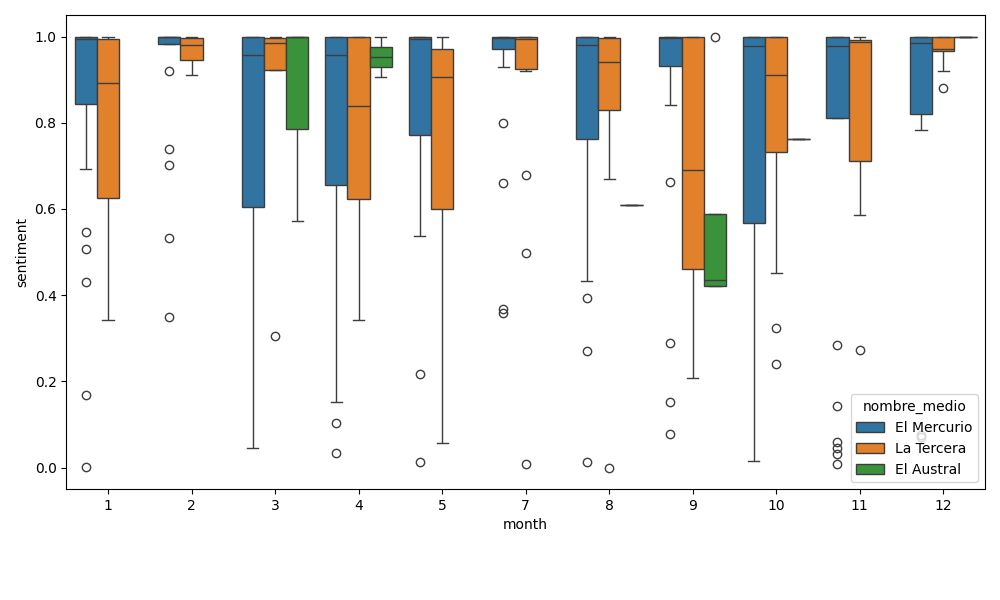 1.0
0.8
0.6
0.4
0.2
0.0
sentiment
nombre_medio
El Mercurio
La Tercera
El Austral
1 2 3 4 5 7 8 9 10 11 12
month